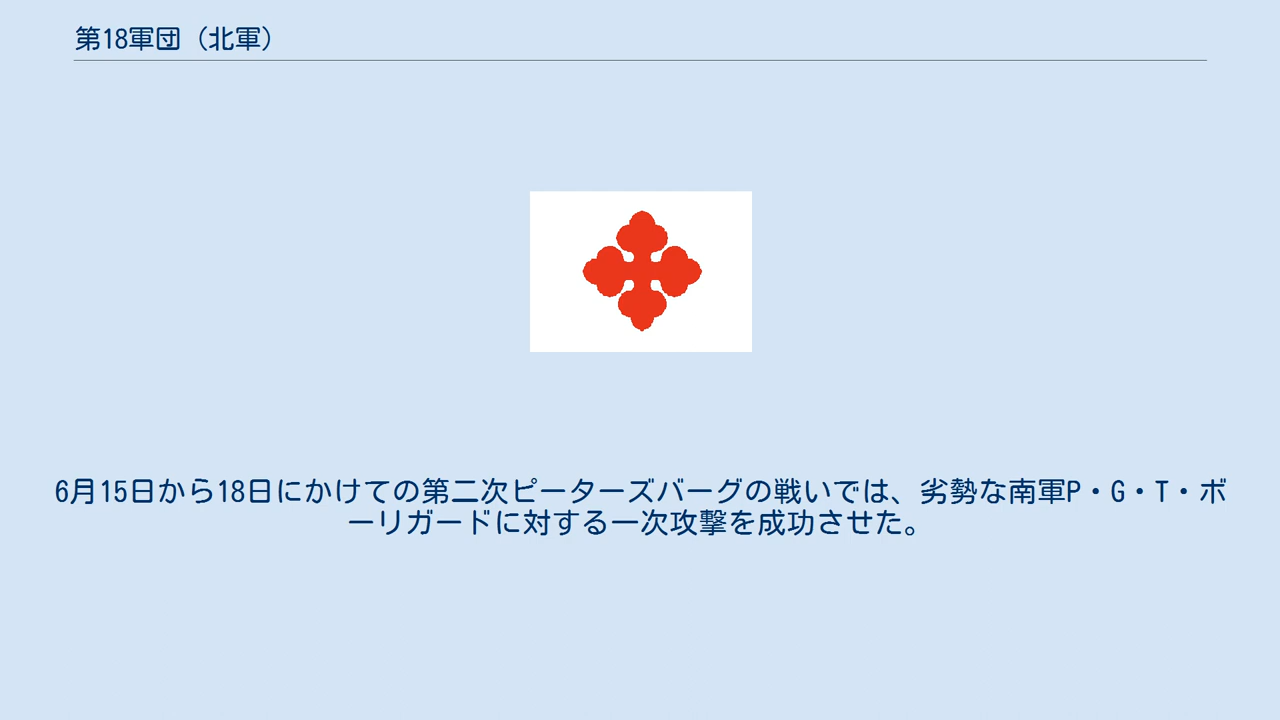 第18軍団（北軍）
6月15日から18日にかけての第二次ピーターズバーグの戦いでは、劣勢な南軍P・G・T・ボ
ーリガードに対する一次攻撃を成功させた。